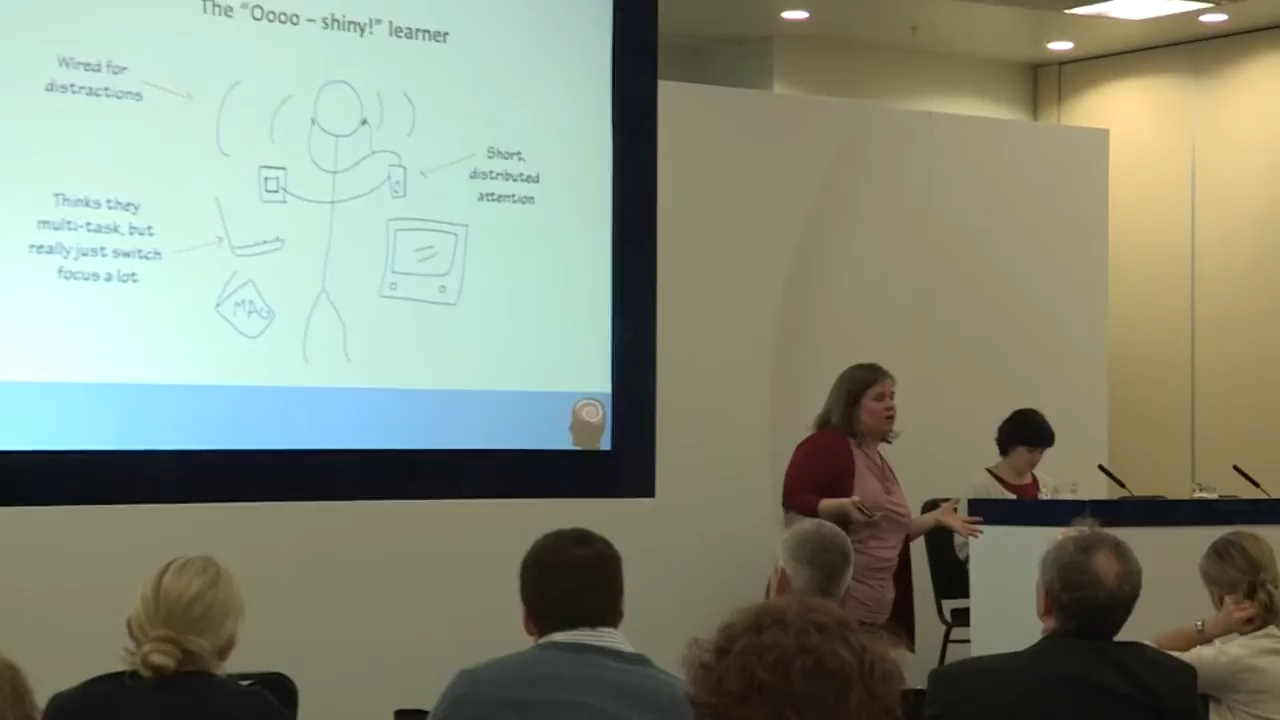 The “Oooo – shiny!” learner
Wired for
distractions
Short,
distributed
attention
Thinks they
multi-task, but
really just switch
focus a lot
MAG